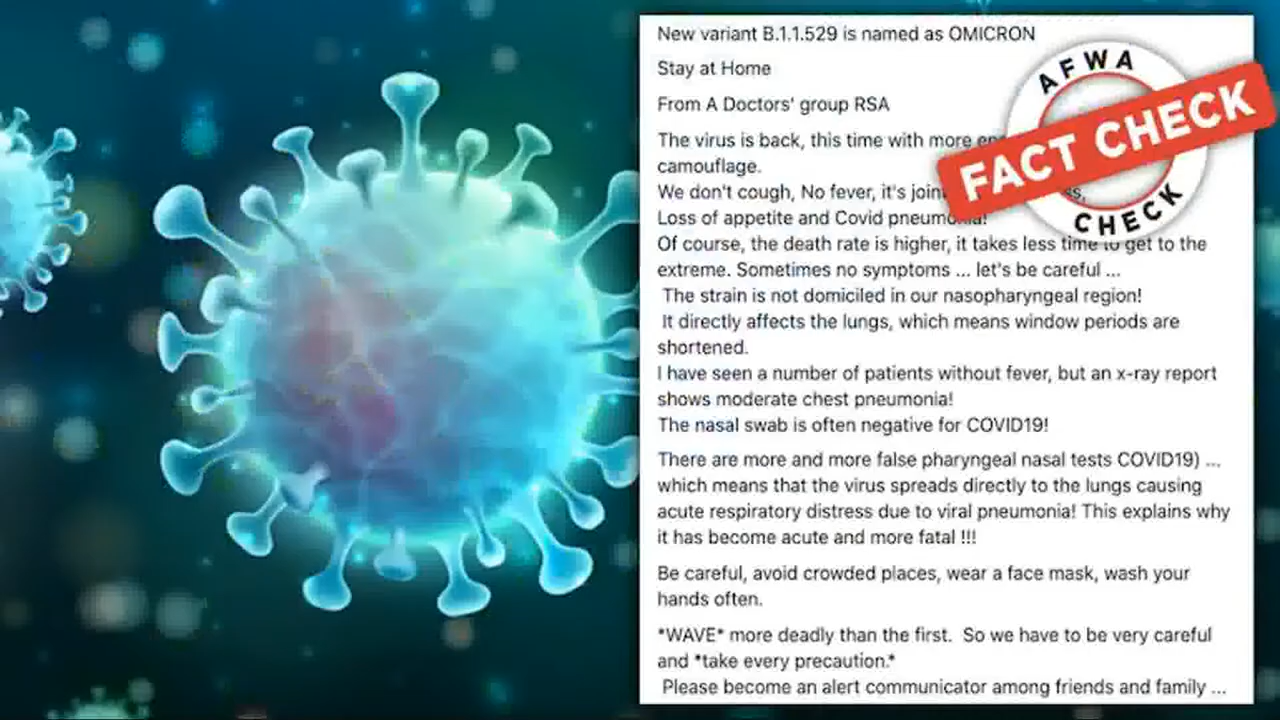 New variant B.1.1.529 is named as OMICRON
Stay at Home
From A Doctors' group RSA
The virus is back, this time with more
camouflage.
We don't cough, No fever, it's joint
Loss of appetite and Covid pneumonia!
Of course, the death rate is higher, it takes less time to get to the
extreme. Sometimes no symptoms ... let's be careful ...
The strain is not domiciled in our nasopharyngeal region!
It directly affects the lungs, which means window periods are
shortened.
I have seen a number of patients without fever, but an x-ray report
shows moderate chest pneumonia!
The nasal swab is often negative for COVID19!
There are more and more false pharyngeal nasal tests COVID19) ...
which means that the virus spreads directly to the lungs causing
acute respiratory distress due to viral pneumonia! This explains why
it has become acute and more fatal !!!
Be careful, avoid crowded places, wear a face mask, wash your
hands often.
*WAVE* more deadly than the first. So we have to be very careful
and *take every precaution.*
Please become an alert communicator among friends and family ...
AFWA
FACT CHECK
CHECK